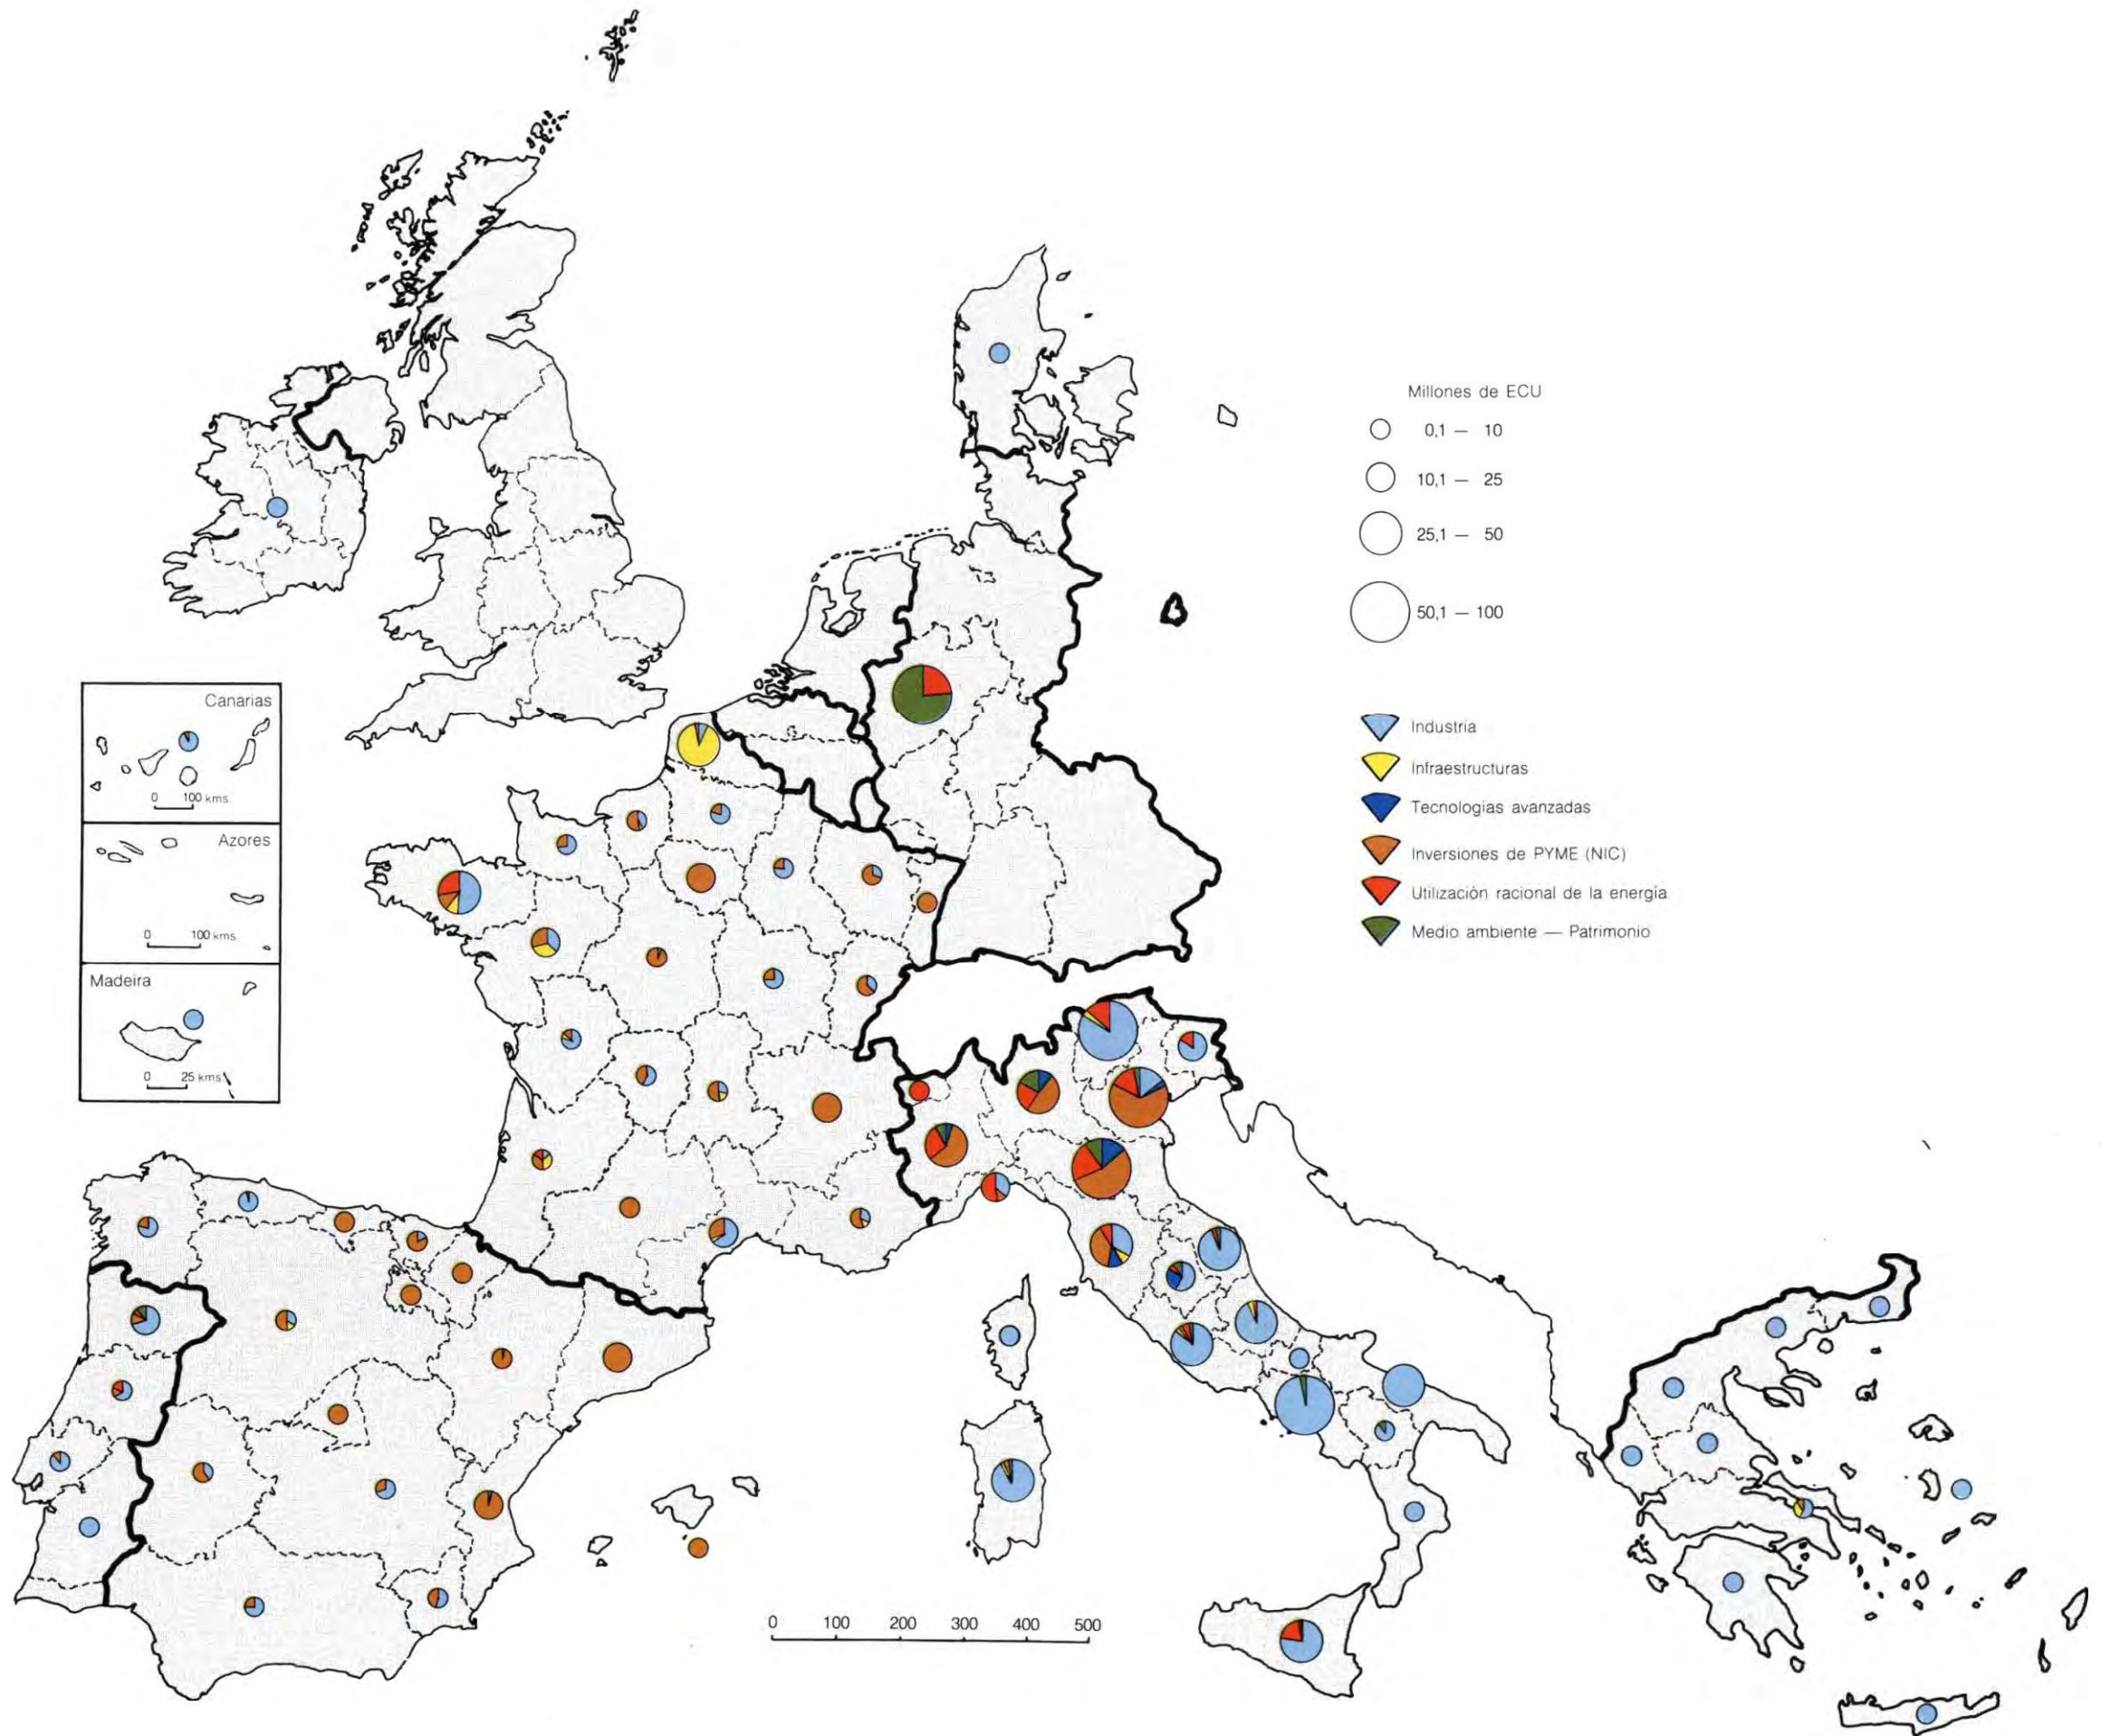 Millones de ECU
0,1 — 10
10,1 — 25
25,1 — 50
50,1 — 100
Industria
Infraestructuras
Tecnologías avanzadas
Inversiones de PYME (NIC)
Utilización racional de la energía
Medio ambiente — Patrimonio
Canarias
0 100 kms
Azores
0 100 kms
Madeira
0 25 kms
G
0 100 200 300 400 500